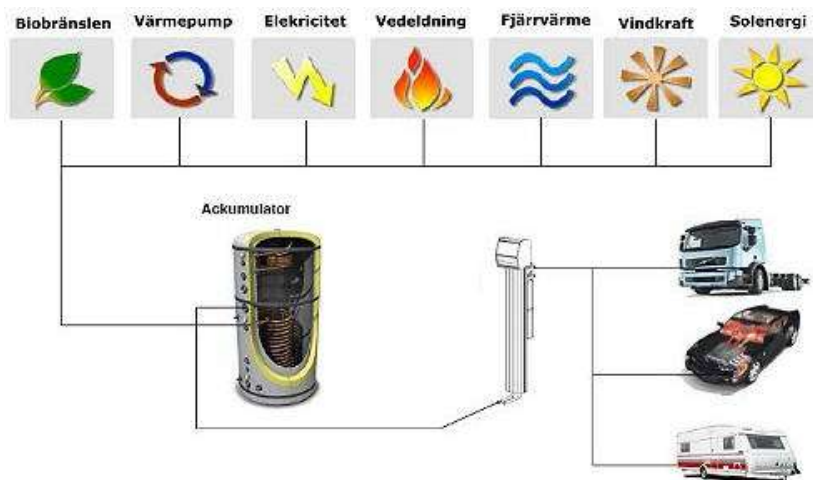 Biobränslen Värmepump Elekricitet Vedeldning Fjärrvärme Vindkraft Solenergi
Ackumulator